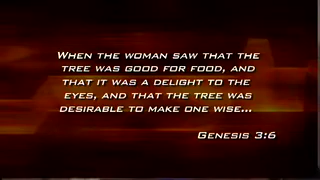 When the woman saw that the
tree was good for food, and
that it was a delight to the
eyes, and that the tree was
desirable to make one wise...
Genesis 3:6